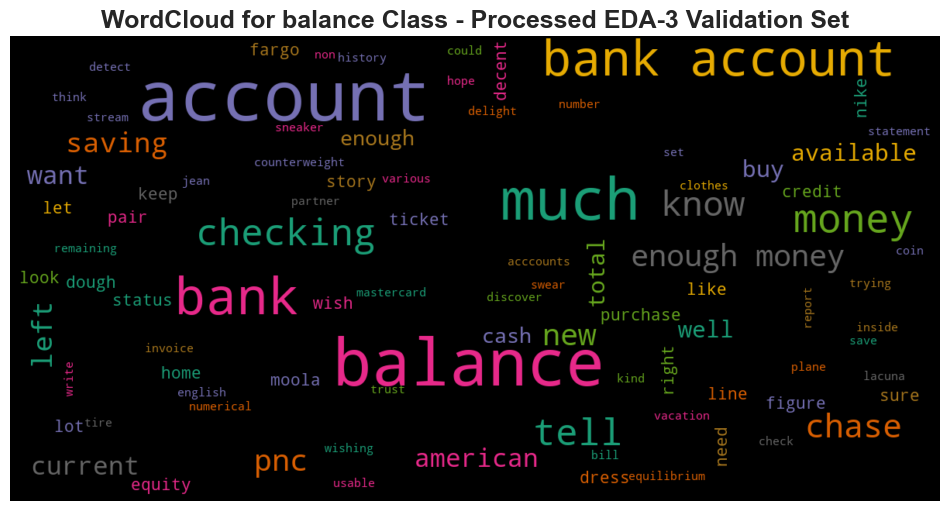 WordCloud for balance Class - Processed EDA-3 Validation Set
fargo
non
history
could
decent
bank account
detect
hope
nike
think
account
delight
number
stream
sneaker
enough
statement
saving
counterweight
set
available
want
jean
story
various
buy
keep
partner
much
know
clothes
credit
let
pair
ticket
money
checking
remaining
acccounts
total
enough money
coin
look
dough
status
bank
wish
mastercard
swear
discover
like
trying
report
left
cash
new
purchase
well
inside
save
invoice
balance
right
plane
write
home
moola
trust
kind
lacuna
english
numerical
line
figure
sure
lot
tire
tell
vacation
chase
need
check
current
pnc
wishing
american
bill
equity
usable
dress
equilibrium